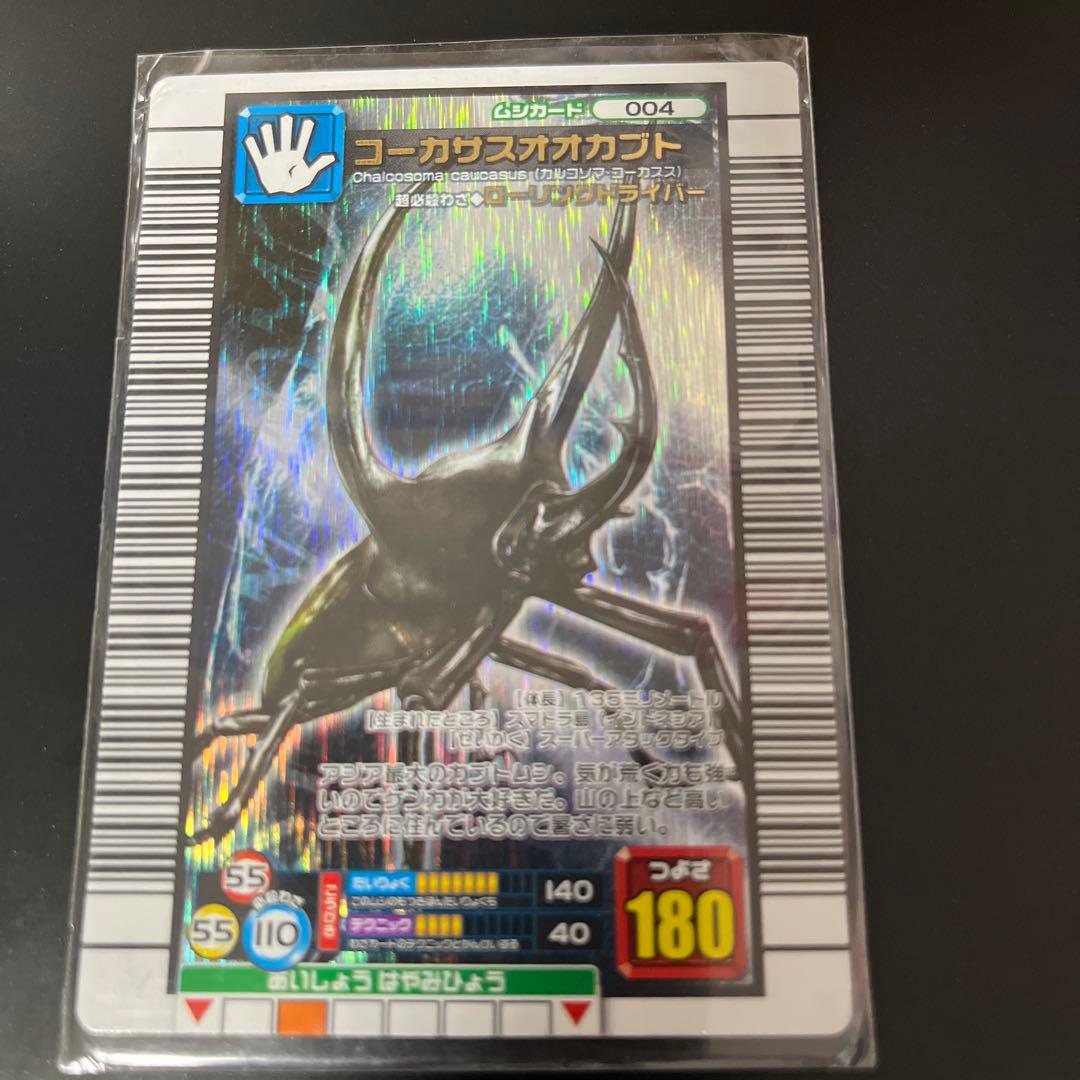 ムシカード 004
コーカサスオオカブト
Chalcosoma caucasus (カルコソマ・コーカスス)
超必殺わざ◆ローリングドライバー
[体長] 135ミリメートル
[生まれたところ] スマトラ島 (インドネシア)
[せいかく] スーパーアタックタイプ
アジア最大のカブトムシ。気が荒く力も強
いのでケンカが大好きだ。山の上など高い
ところに住んでいるので暑さに弱い。
55
55
必殺わざ
110
たいりょく 140
テクニック 40
つよさ
180
あいしょう はやみひょう